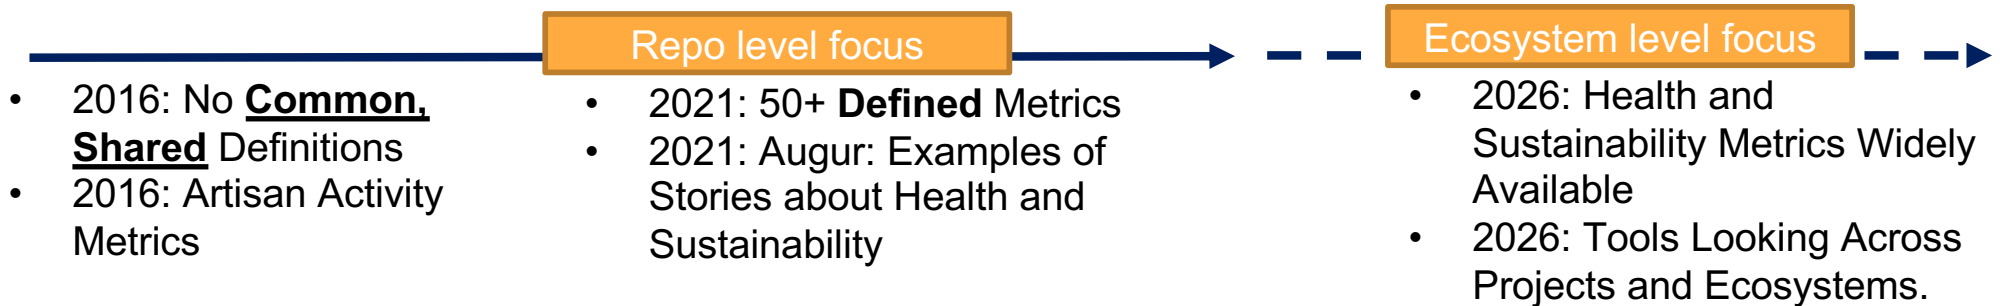 Repo level focus
Ecosystem level focus
• 2016: No Common,
Shared Definitions
• 2016: Artisan Activity
Metrics
• 2021: 50+ Defined Metrics
• 2021: Augur: Examples of
Stories about Health and
Sustainability
• 2026: Health and
Sustainability Metrics Widely
Available
• 2026: Tools Looking Across
Projects and Ecosystems.